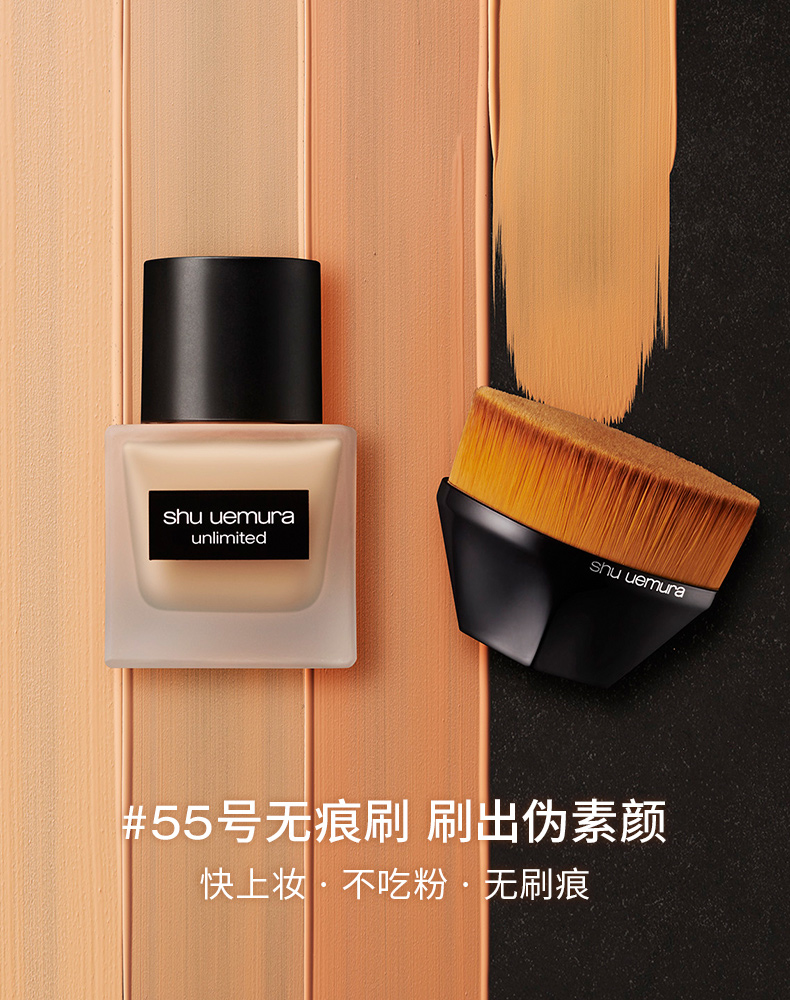 shu uemura
unlimited
shu uemura
#55号无痕刷 刷出伪素颜
快上妆 · 不吃粉 · 无刷痕